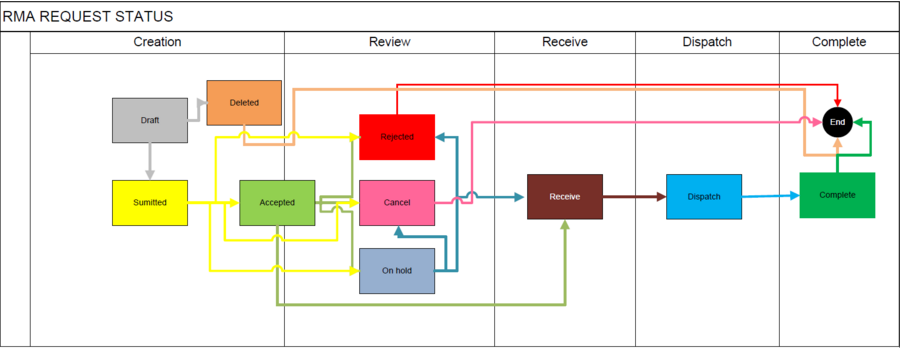 RMA REQUEST STATUS
Creation
Review
Receive
Dispatch
Complete
Deleted
Draft
Rejected
End
Sumitted
Accepted
Cancel
Receive
Dispatch
Complete
On hold